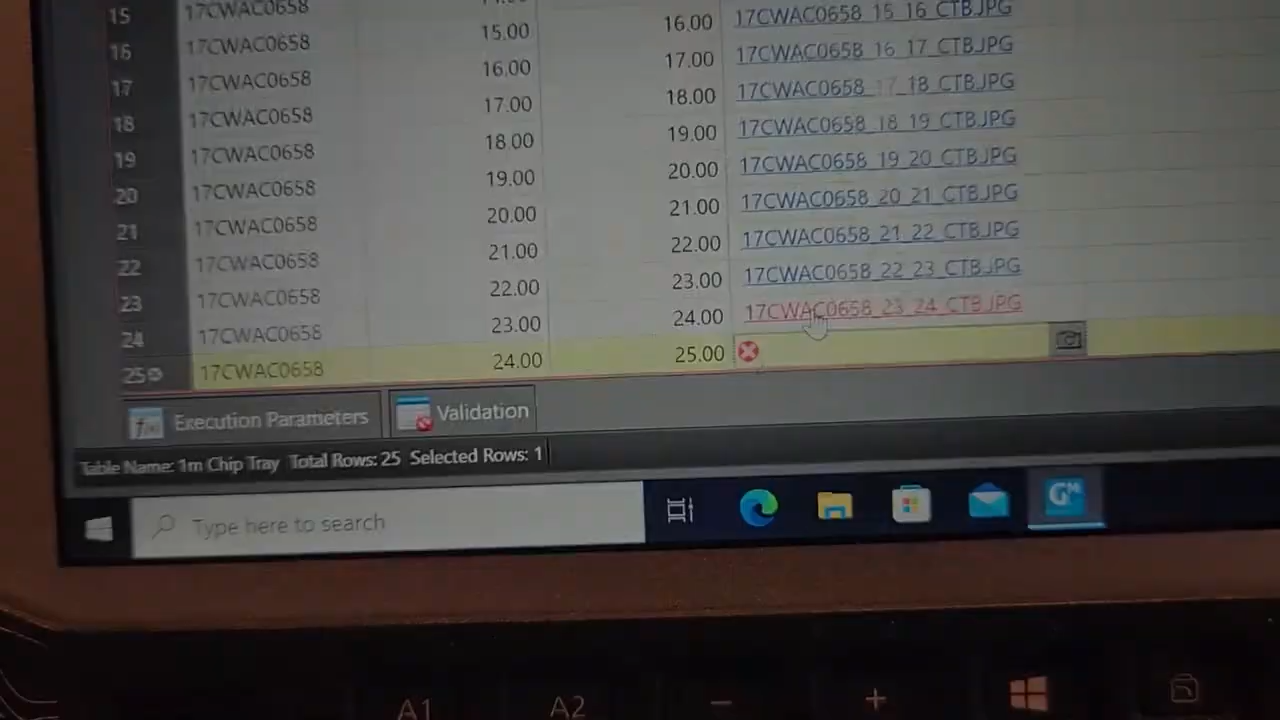 15 17CWAC0658 16.00 17CWAC0658_15_16_CTB.JPG
16 17CWAC0658 15.00 17.00 17CWAC0658_16_17_CTB.JPG
17 17CWAC0658 16.00 18.00 17CWAC0658_17_18_CTB.JPG
18 17CWAC0658 17.00 19.00 17CWAC0658_18_19_CTB.JPG
19 17CWAC0658 18.00 20.00 17CWAC0658_19_20_CTB.JPG
20 17CWAC0658 19.00 21.00 17CWAC0658_20_21_CTB.JPG
21 17CWAC0658 20.00 22.00 17CWAC0658_21_22_CTB.JPG
22 17CWAC0658 21.00 23.00 17CWAC0658_22_23_CTB.JPG
23 17CWAC0658 22.00 24.00 17CWAC0658_23_24_CTB.JPG
24 17CWAC0658 23.00 25.00
25 17CWAC0658 24.00
Execution Parameters Validation
Table Name: 1m Chip Tray Total Rows: 25 Selected Rows: 1
Type here to search
A1 A2 - +